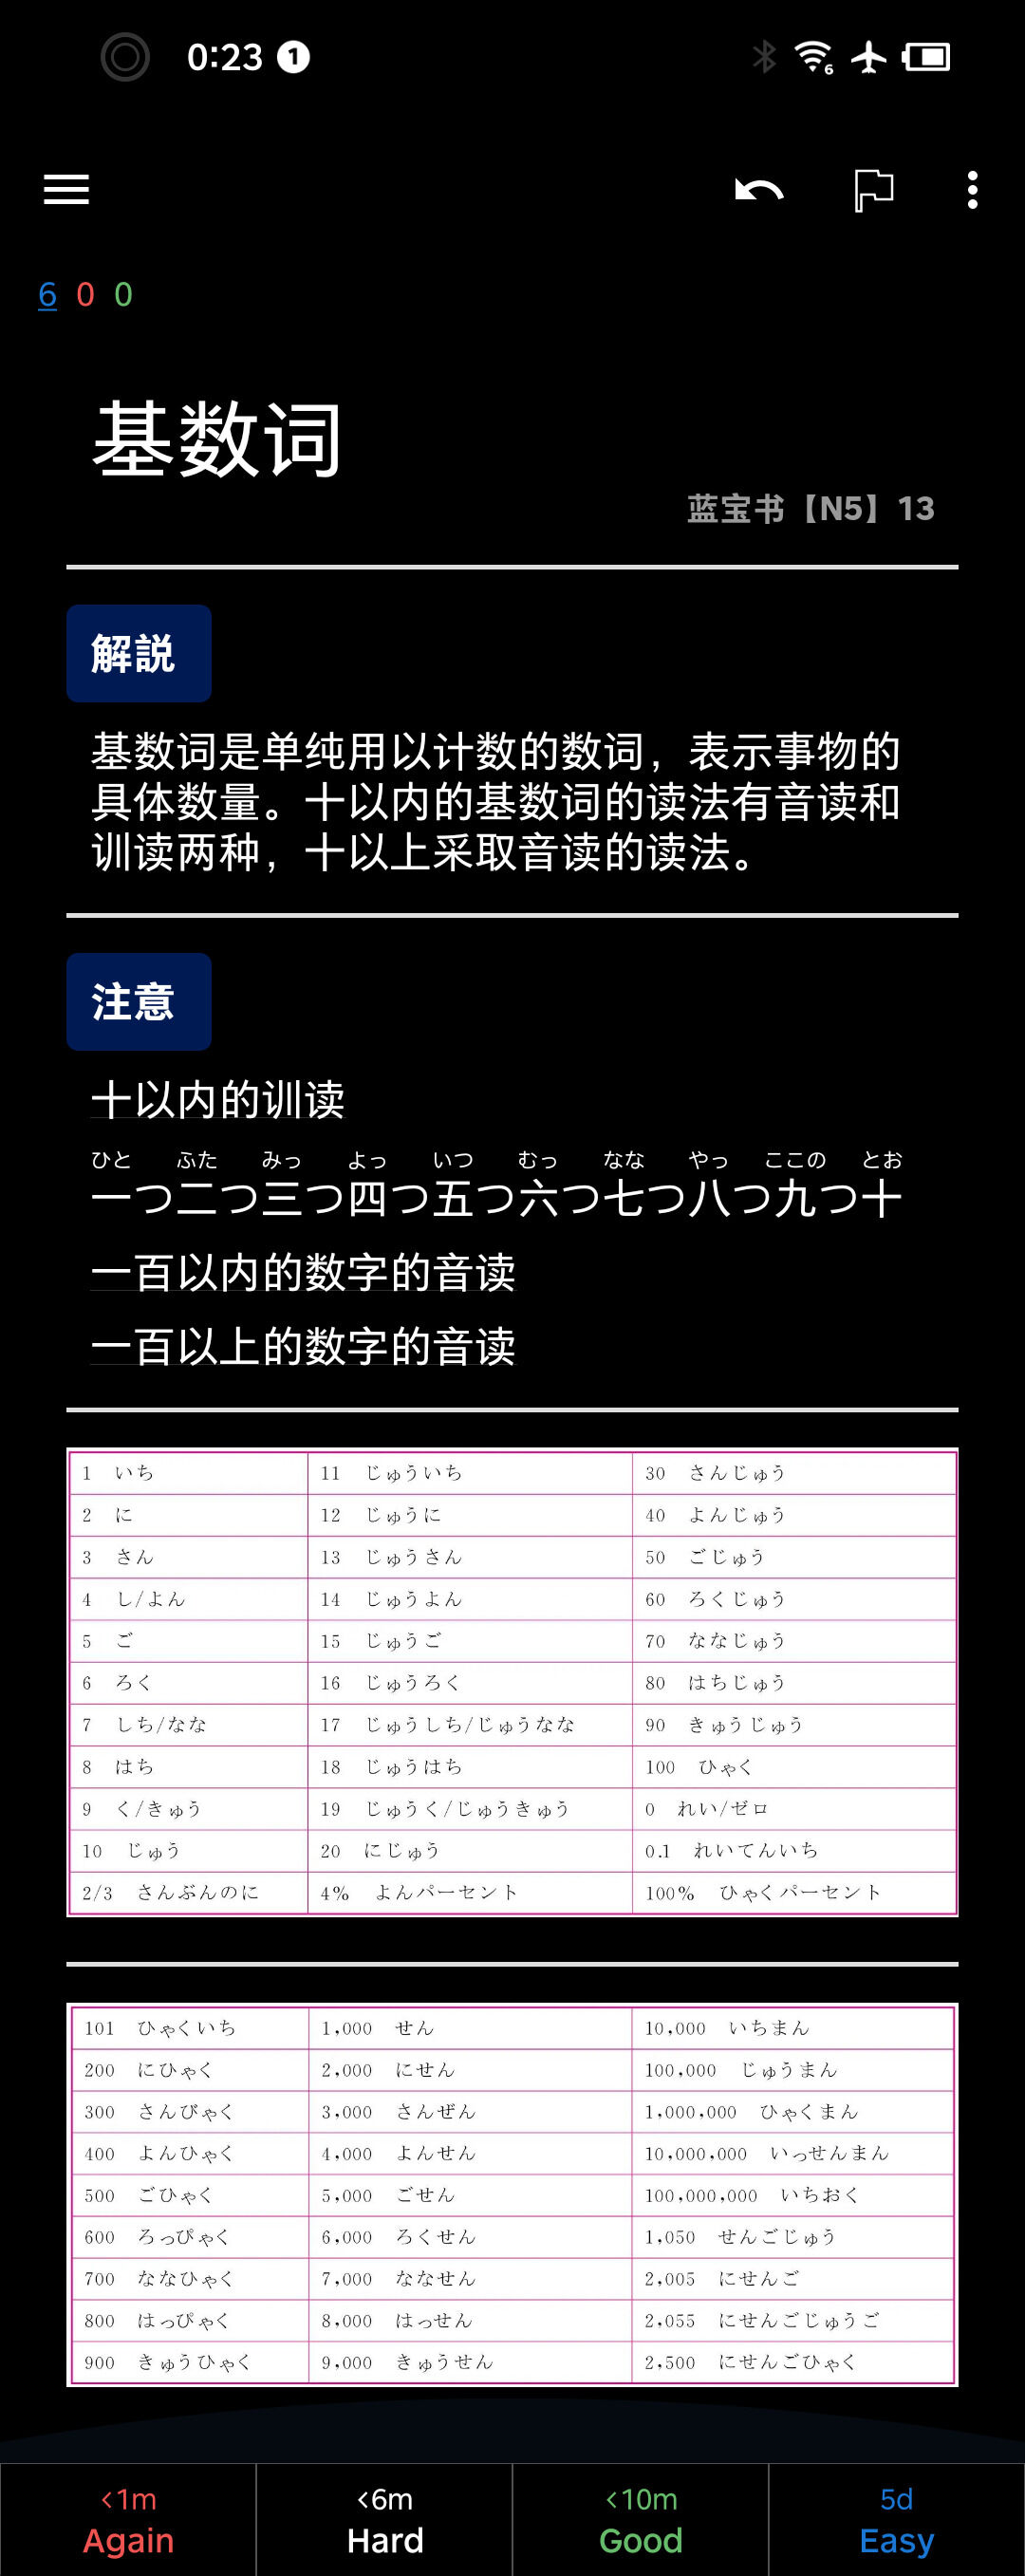 0:23 1
6
6 0 0
基数词
蓝宝书【N5】13
解説
基数词是单纯用以计数的数词，表示事物的
具体数量。十以内的基数词的读法有音读和
训读两种，十以上采取音读的读法。
注意
十以内的训读
ひと ふた みっ よっ いつ むっ なな やっ ここの とお
一つ二つ三つ四つ五つ六つ七つ八つ九つ十
一百以内的数字的音读
一百以上的数字的音读
1 いち 11 じゅういち 30 さんじゅう
2 に 12 じゅうに 40 よんじゅう
3 さん 13 じゅうさん 50 ごじゅう
4 し/よん 14 じゅうよん 60 ろくじゅう
5 ご 15 じゅうご 70 ななじゅう
6 ろく 16 じゅうろく 80 はちじゅう
7 しち/なな 17 じゅうしち/じゅうなな 90 きゅうじゅう
8 はち 18 じゅうはち 100 ひゃく
9 く/きゅう 19 じゅうく/じゅうきゅう 0 れい/ゼロ
10 じゅう 20 にじゅう 0.1 れいてんいち
2/3 さんぶんのに 4% よんパーセント 100% ひゃくパーセント
101 ひゃくいち 1,000 せん 10,000 いちまん
200 にひゃく 2,000 にせん 100,000 じゅうまん
300 さんびゃく 3,000 さんぜん 1,000,000 ひゃくまん
400 よんひゃく 4,000 よんせん 10,000,000 いっせんまん
500 ごひゃく 5,000 ごせん 100,000,000 いちおく
600 ろっぴゃく 6,000 ろくせん 1,050 せんごじゅう
700 ななひゃく 7,000 ななせん 2,005 にせんご
800 はっぴゃく 8,000 はっせん 2,055 にせんごじゅうご
900 きゅうひゃく 9,000 きゅうせん 2,500 にせんごひゃく
<1m <6m <10m 5d
Again Hard Good Easy